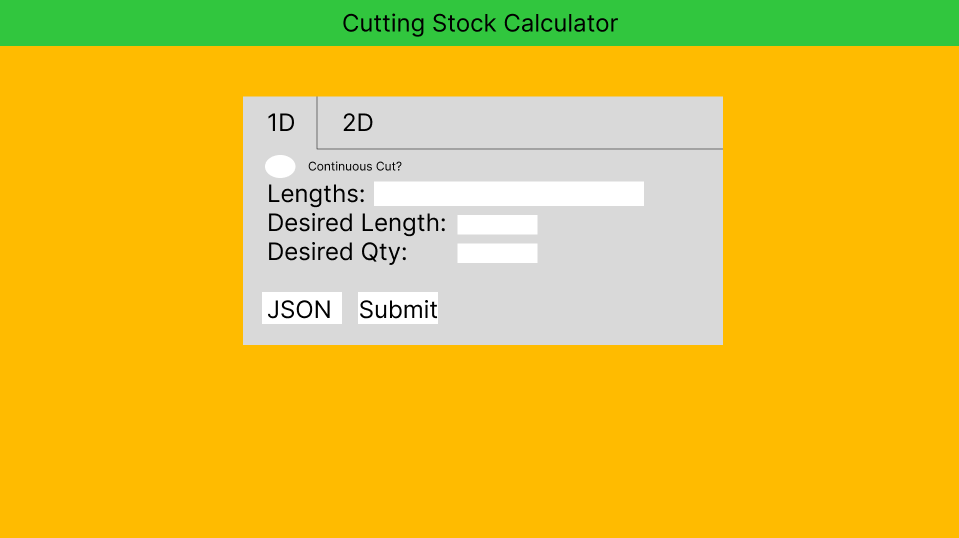 Cutting Stock Calculator
1D 2D
Continuous Cut?
Lengths:
Desired Length:
Desired Qty:
JSON Submit